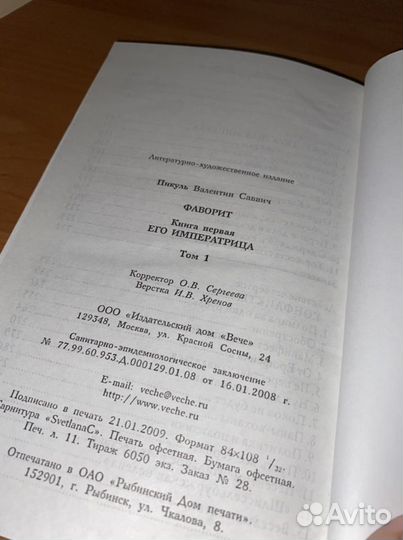 Литературно-художественное издание
Пикуль Валентин Саввич
ФАВОРИТ
Книга первая
ЕГО ИМПЕРАТРИЦА
Том 1
Корректор О.В. Сергеева
Верстка И.В. Хренов
ООО «Издательский дом «Вече»
129348, Москва, ул. Красной Сосны, 24
Санитарно-эпидемиологическое заключение
№ 77.99.60.953.Д.000129.01.08 от 16.01.2008 г.
E-mail: veche@veche.ru
http://www.veche.ru
Подписано в печать 21.01.2009. Формат 84×108 1/32.
Гарнитура «SvetlanaC». Печать офсетная. Бумага офсетная.
Печ. л. 11. Тираж 6050 экз. Заказ № 28.
Отпечатано в ОАО «Рыбинский Дом печати».
152901, г. Рыбинск, ул. Чкалова, 8.
Avito